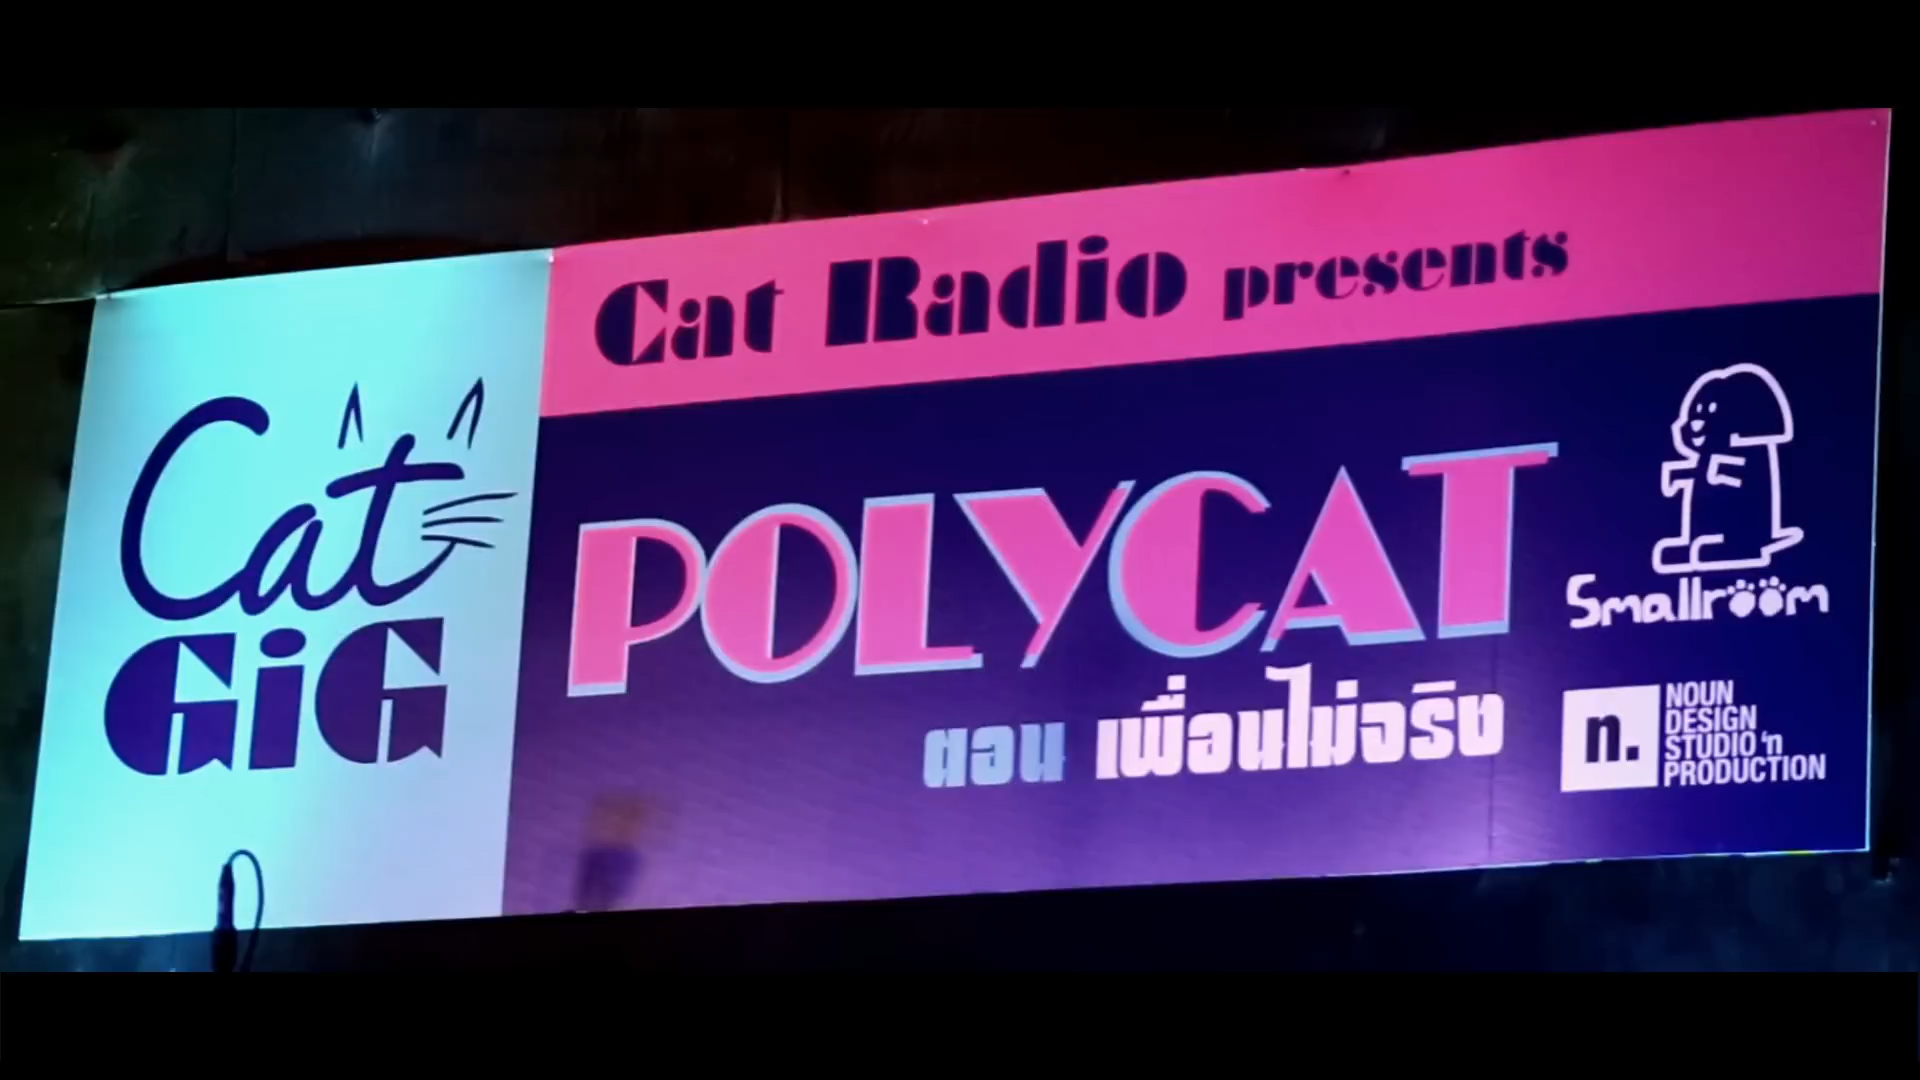 Cat
GiG
Cat Radio presents
POLYCAT
ตอน เพื่อนไม่จริง
Smallroom
n.
NOUN
DESIGN
STUDIO 'n
PRODUCTION